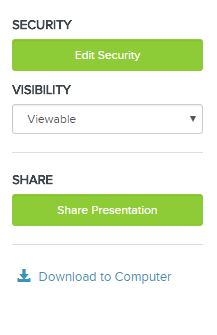 SECURITY
Edit Security
VISIBILITY
Viewable
SHARE
Share Presentation
Download to Computer